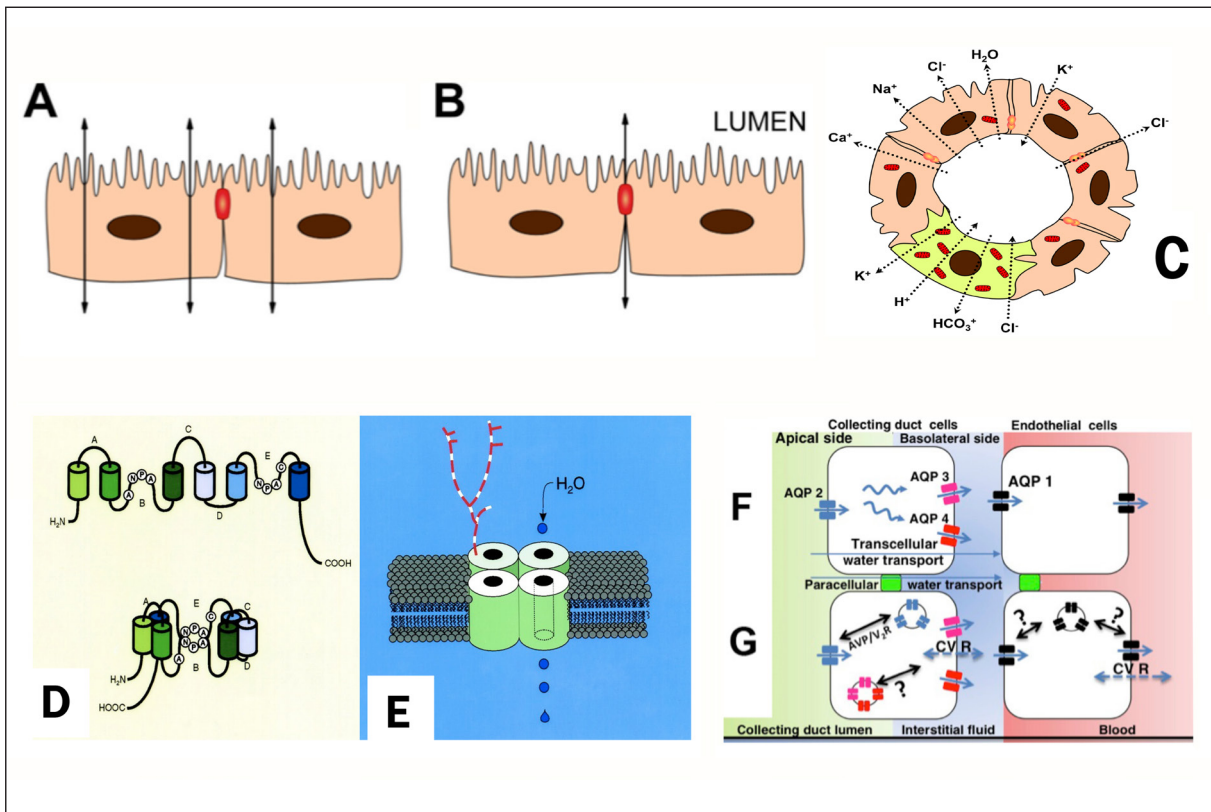 A
B
LUMEN
H₂O
Cl⁻
K⁺
Na⁺
Cl⁻
Ca⁺
K⁺
H⁺
HCO₃⁺
Cl⁻
C
A
C
E
N P A
A
B
C
N P A
D
H₂N
COOH
A
E
C
C
N P A
N P A
A
B
D
H₂N
HOOC
D
H₂O
E
Collecting duct cells
Endothelial cells
Apical side
Basolateral side
AQP 2
AQP 3
AQP 4
AQP 1
F
Transcellular
water transport
Paracellular water transport
G
AVP/V₂R
CV R
?
?
?
CV R
Collecting duct lumen
Interstitial fluid
Blood